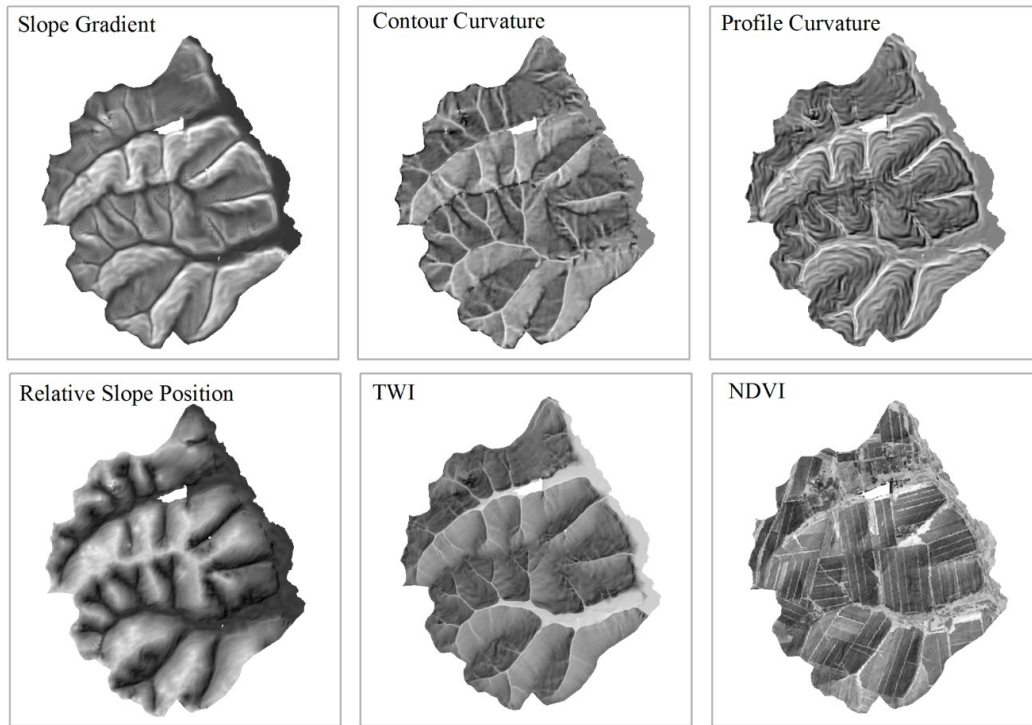 Slope Gradient
Contour Curvature
Profile Curvature
Relative Slope Position
TWI
NDVI